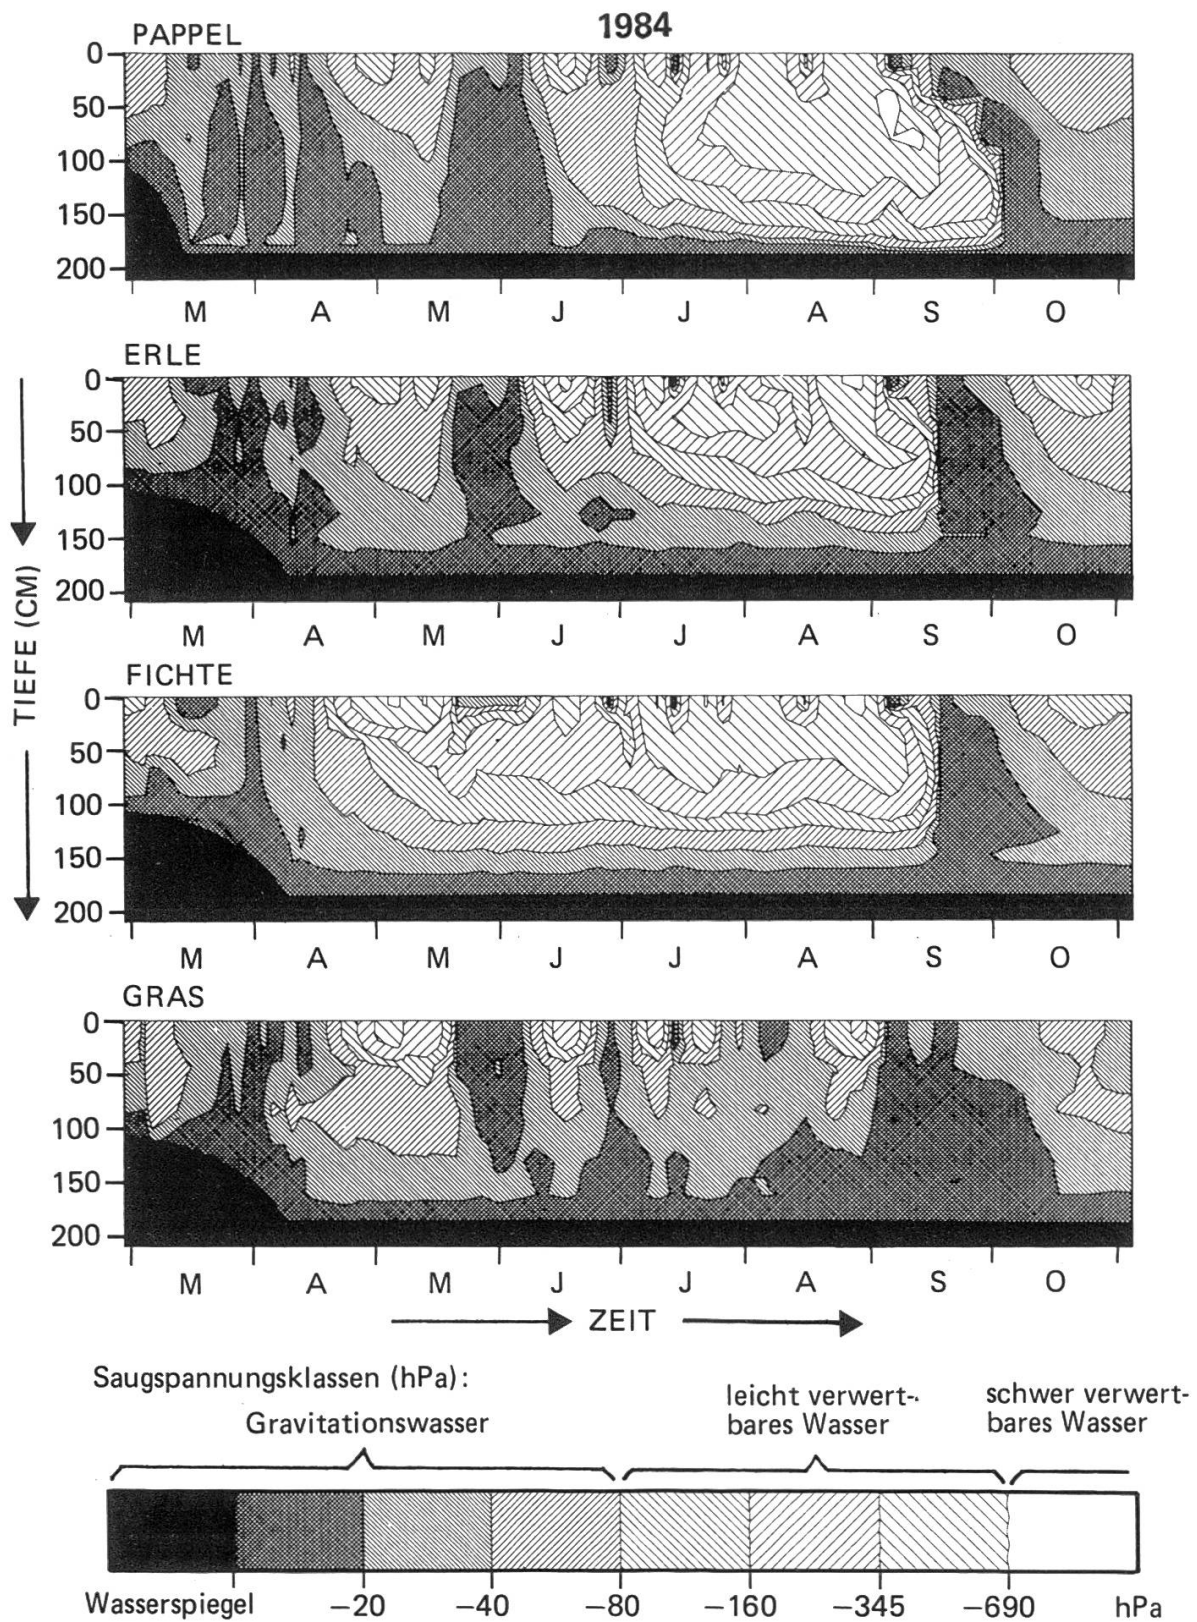 1984
PAPPEL
0
50
100
150
200
M A M J J A S O
ERLE
0
50
100
150
200
M A M J J A S O
TIEFE (CM)
FICHTE
0
50
100
150
200
M A M J J A S O
GRAS
0
50
100
150
200
M A M J J A S O
ZEIT
Saugspannungsklassen (hPa):
Gravitationswasser
leicht verwert-
bares Wasser
schwer verwert-
bares Wasser
Wasserspiegel −20 −40 −80 −160 −345 −690 hPa